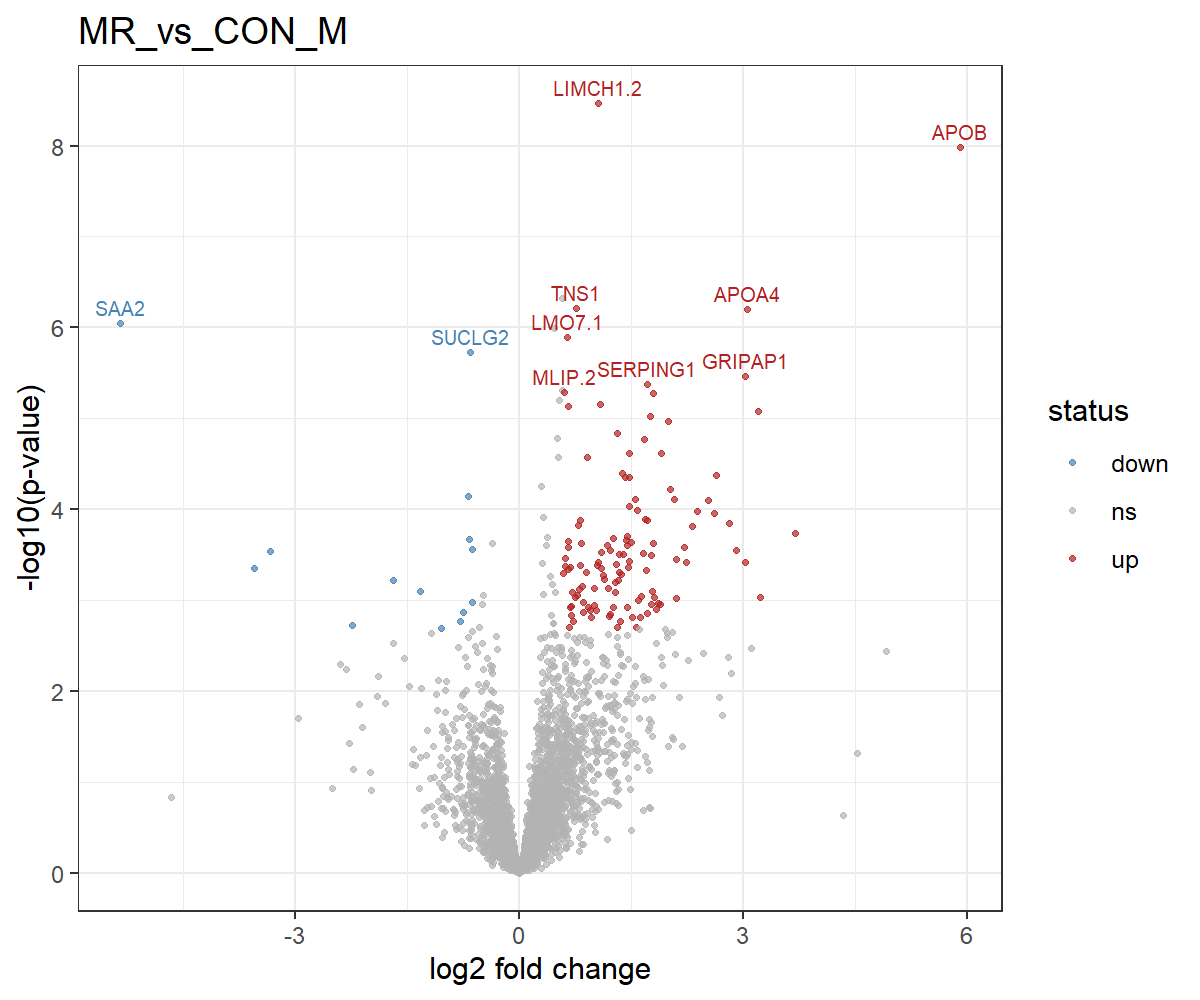 MR_vs_CON_M
LIMCH1.2
APOB
8
TNS1
APOA4
SAA2
LMO7.1
6
SUCLG2
GRIPAP1
MLIP.2
SERPING1
-log10(p-value)
status
down
4
ns
up
2
0
-3
0
3
6
log2 fold change